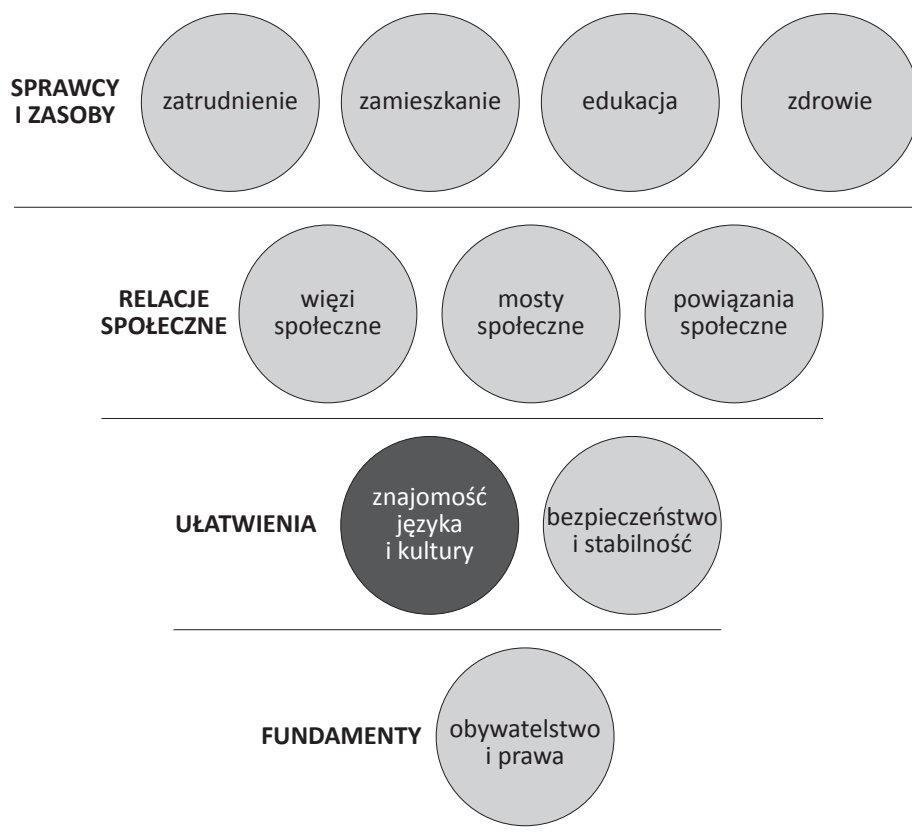 SPRAWCY
I ZASOBY
zatrudnienie
zamieszkanie
edukacja
zdrowie
RELACJE
SPOŁECZNE
więzi
społeczne
mosty
społeczne
powiązania
społeczne
UŁATWIENIA
znajomość
języka
i kultury
bezpieczeństwo
i stabilność
FUNDAMENTY
obywatelstwo
i prawa